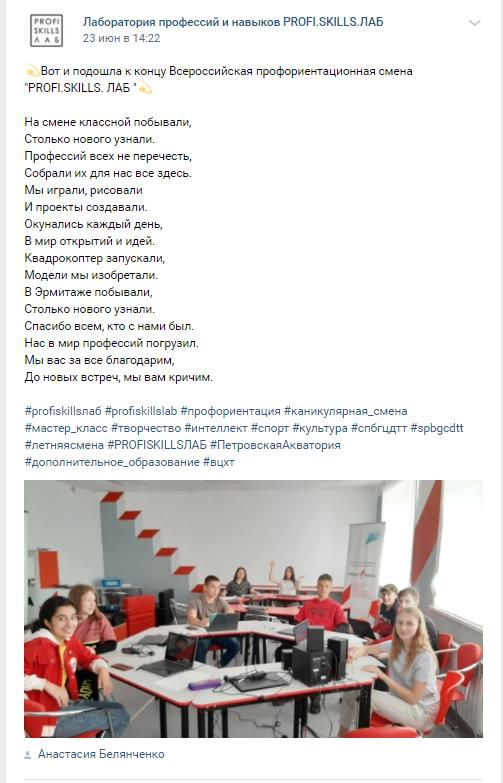 PROFI
SKILLS
ЛАБ
Лаборатория профессий и навыков PROFI.SKILLS.ЛАБ
23 июн в 14:22
💫Вот и подошла к концу Всероссийская профориентационная смена
"PROFI.SKILLS. ЛАБ "💫
На смене классной побывали,
Столько нового узнали.
Профессий всех не перечесть,
Собрали их для нас все здесь.
Мы играли, рисовали
И проекты создавали.
Окунались каждый день,
В мир открытий и идей.
Квадрокоптер запускали,
Модели мы изобретали.
В Эрмитаже побывали,
Столько нового узнали.
Спасибо всем, кто с нами был.
Нас в мир профессий погрузил.
Мы вас за все благодарим,
До новых встреч, мы вам кричим.
#profiskillsлаб #profiskillslab #профориентация #каникулярная_смена
#мастер_класс #творчество #интеллект #спорт #культура #спбгцдтт #spbgcdtt
#летняясмена #PROFISKILLSЛАБ #ПетровскаяАкватория
#дополнительное_образование #вцхт
Анастасия Белянченко